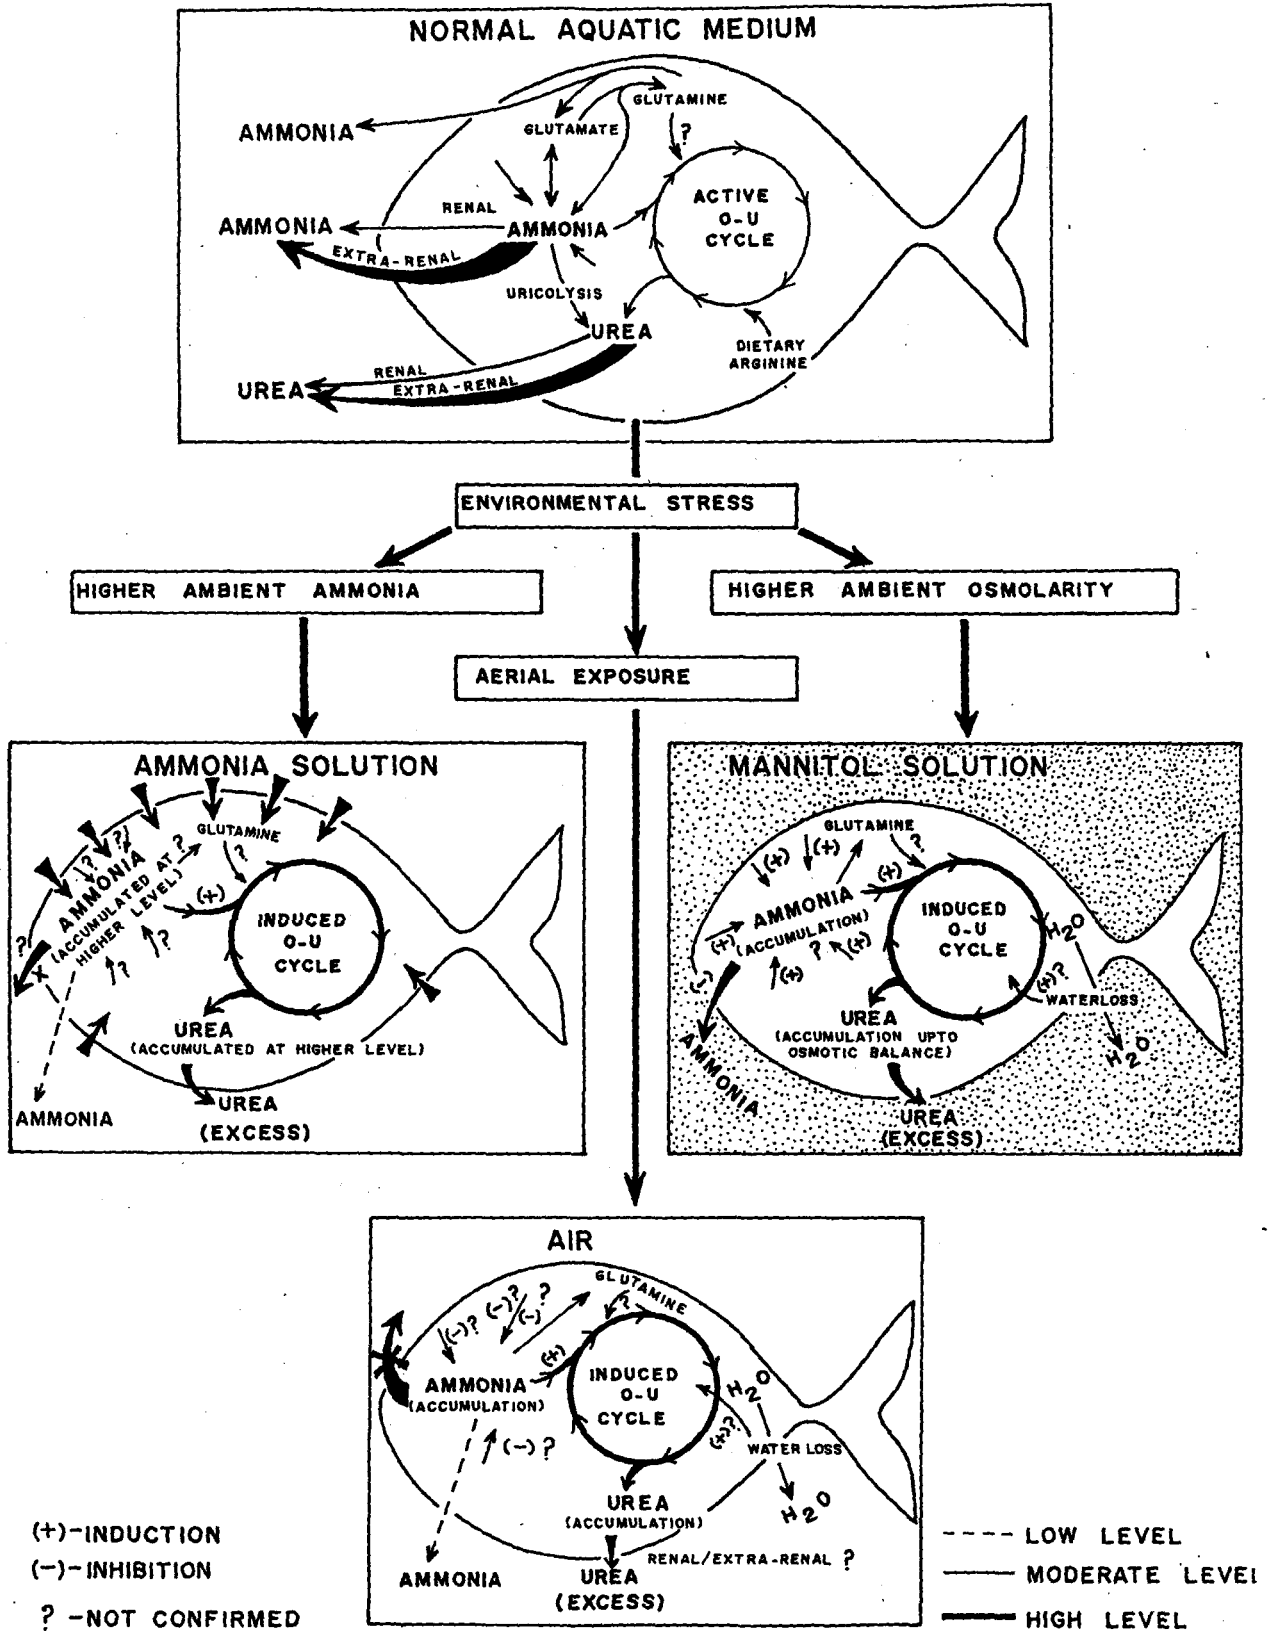 NORMAL AQUATIC MEDIUM
GLUTAMINE
AMMONIA
GLUTAMATE
?
ACTIVE
O-U
CYCLE
RENAL
AMMONIA
AMMONIA
EXTRA-RENAL
URICOLYSIS
UREA
DIETARY
ARGININE
RENAL
UREA
EXTRA-RENAL
ENVIRONMENTAL STRESS
HIGHER AMBIENT AMMONIA
HIGHER AMBIENT OSMOLARITY
AERIAL EXPOSURE
AMMONIA SOLUTION
GLUTAMINE
?
?
?
?
AMMONIA
(ACCUMULATED AT
HIGHER LEVEL)
(+)
?
?
?
X
INDUCED
O-U
CYCLE
UREA
(ACCUMULATED AT HIGHER LEVEL)
AMMONIA
UREA
(EXCESS)
MANNITOL SOLUTION
GLUTAMINE
(+)
(+)
?
(+)
AMMONIA
(ACCUMULATION)
(+)
?
(+)
(+)
INDUCED
O-U
CYCLE
H2O
(+)?
WATERLOSS
H2O
UREA
(ACCUMULATION UPTO
OSMOTIC BALANCE)
AMMONIA
UREA
(EXCESS)
AIR
GLUTAMINE
(-)?
(-)?
?
(-)
?
(+)
AMMONIA
(ACCUMULATION)
(-)?
INDUCED
O-U
CYCLE
H2O
(+)?
WATER LOSS
H2O
UREA
(ACCUMULATION)
RENAL/EXTRA-RENAL ?
AMMONIA
UREA
(EXCESS)
(+)-INDUCTION
(-)-INHIBITION
? -NOT CONFIRMED
LOW LEVEL
MODERATE LEVEL
HIGH LEVEL